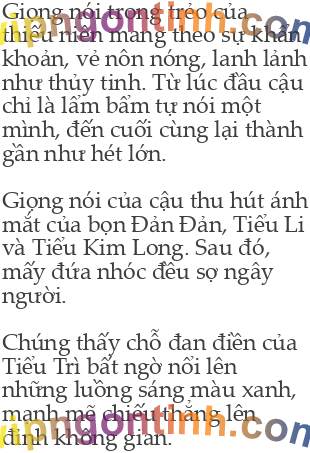 Giọng nói trong trẻo của
thiếu niên mang theo sự khẩn
khoản, vẻ nôn nóng, lanh lảnh
như thủy tinh. Từ lúc đầu cậu
chỉ là lẩm bẩm tự nói một
mình, đến cuối cùng lại thành
gần như hét lớn.
Giọng nói của cậu thu hút ánh
mắt của bọn Đản Đản, Tiểu Li
và Tiểu Kim Long. Sau đó,
mấy đứa nhóc đều sợ ngây
người.
Chúng thấy chỗ đan điền của
Tiểu Trì bất ngờ nổi lên
những luồng sáng màu xanh,
mạnh mẽ chiếu thẳng lên
đỉnh không gian.
vipngontinh.com
vipngontinh.com